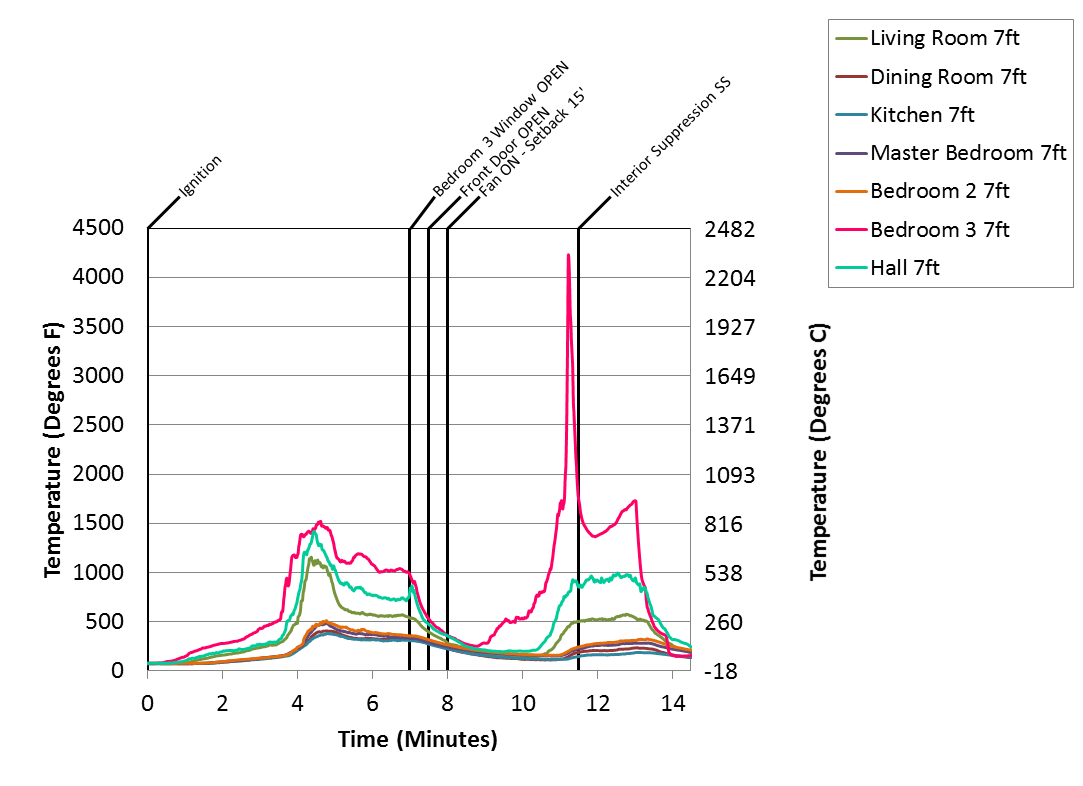 Living Room 7ft
Dining Room 7ft
Kitchen 7ft
Master Bedroom 7ft
Bedroom 2 7ft
Bedroom 3 7ft
Hall 7ft
Ignition
Bedroom 3 Window OPEN
Front Door OPEN
Fan ON - Setback 15'
Interior Suppression SS
Temperature (Degrees F)
4500
4000
3500
3000
2500
2000
1500
1000
500
0
2482
2204
1927
1649
1371
1093
816
538
260
-18
Temperature (Degrees C)
0 2 4 6 8 10 12 14
Time (Minutes)